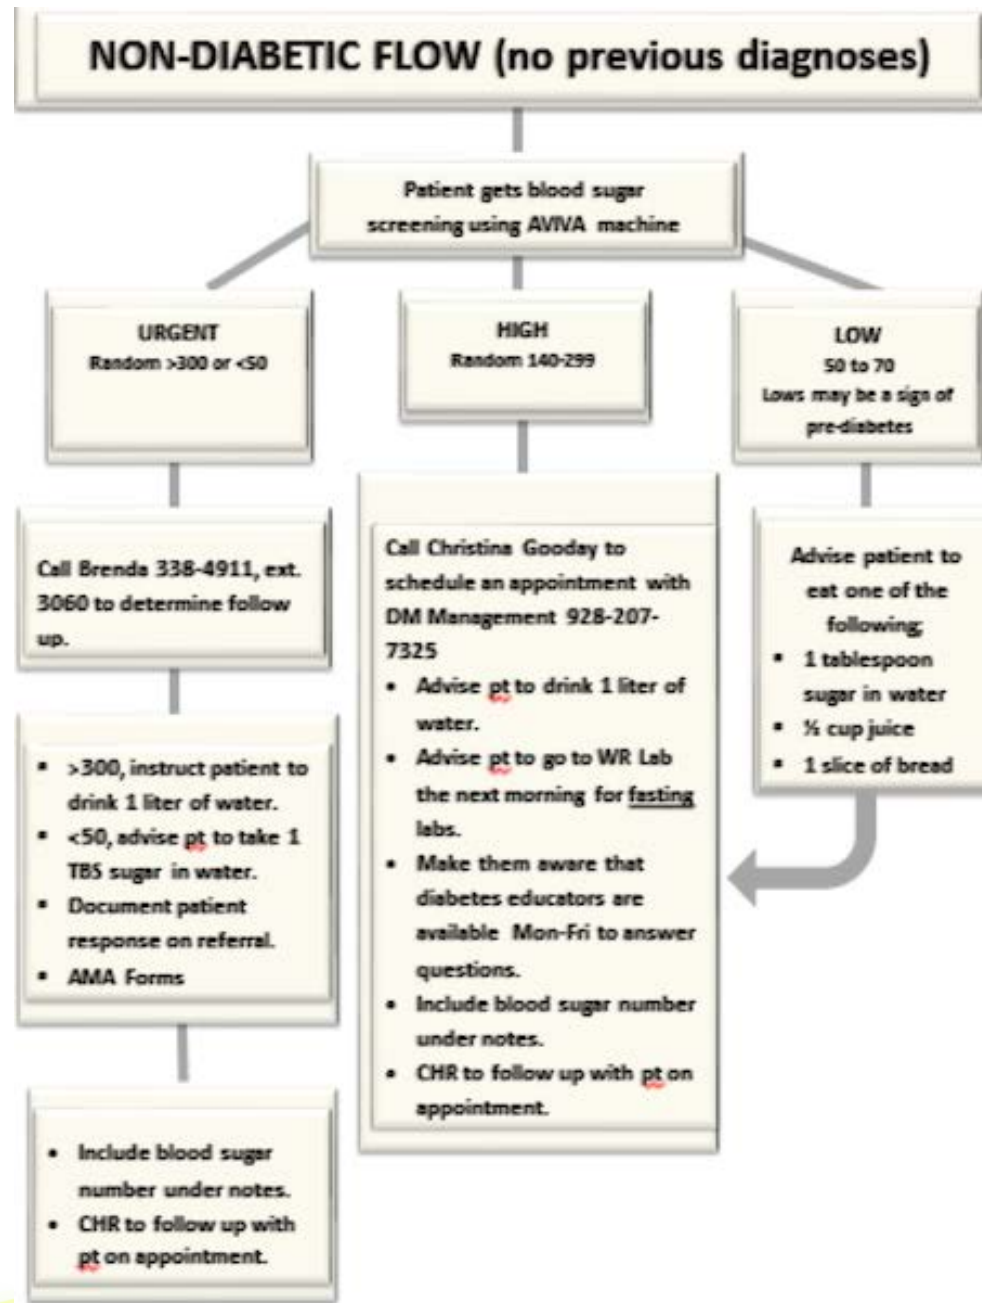 NON-DIABETIC FLOW (no previous diagnoses)
Patient gets blood sugar
screening using AVIVA machine
URGENT
Random >300 or <50
HIGH
Random 140-299
LOW
50 to 70
Lows may be a sign of
pre-diabetes
Call Brenda 338-4911, ext.
3060 to determine follow
up.
▪ >300, instruct patient to
drink 1 liter of water.
▪ <50, advise pt to take 1
TBS sugar in water.
▪ Document patient
response on referral.
▪ AMA Forms
• Include blood sugar
number under notes.
• CHR to follow up with
pt on appointment.
Call Christina Gooday to
schedule an appointment with
DM Management 928-207-
7325
• Advise pt to drink 1 liter of
water.
• Advise pt to go to WR Lab
the next morning for fasting
labs.
• Make them aware that
diabetes educators are
available Mon-Fri to answer
questions.
• Include blood sugar number
under notes.
• CHR to follow up with pt on
appointment.
Advise patient to
eat one of the
following;
▪ 1 tablespoon
sugar in water
▪ ½ cup juice
▪ 1 slice of bread